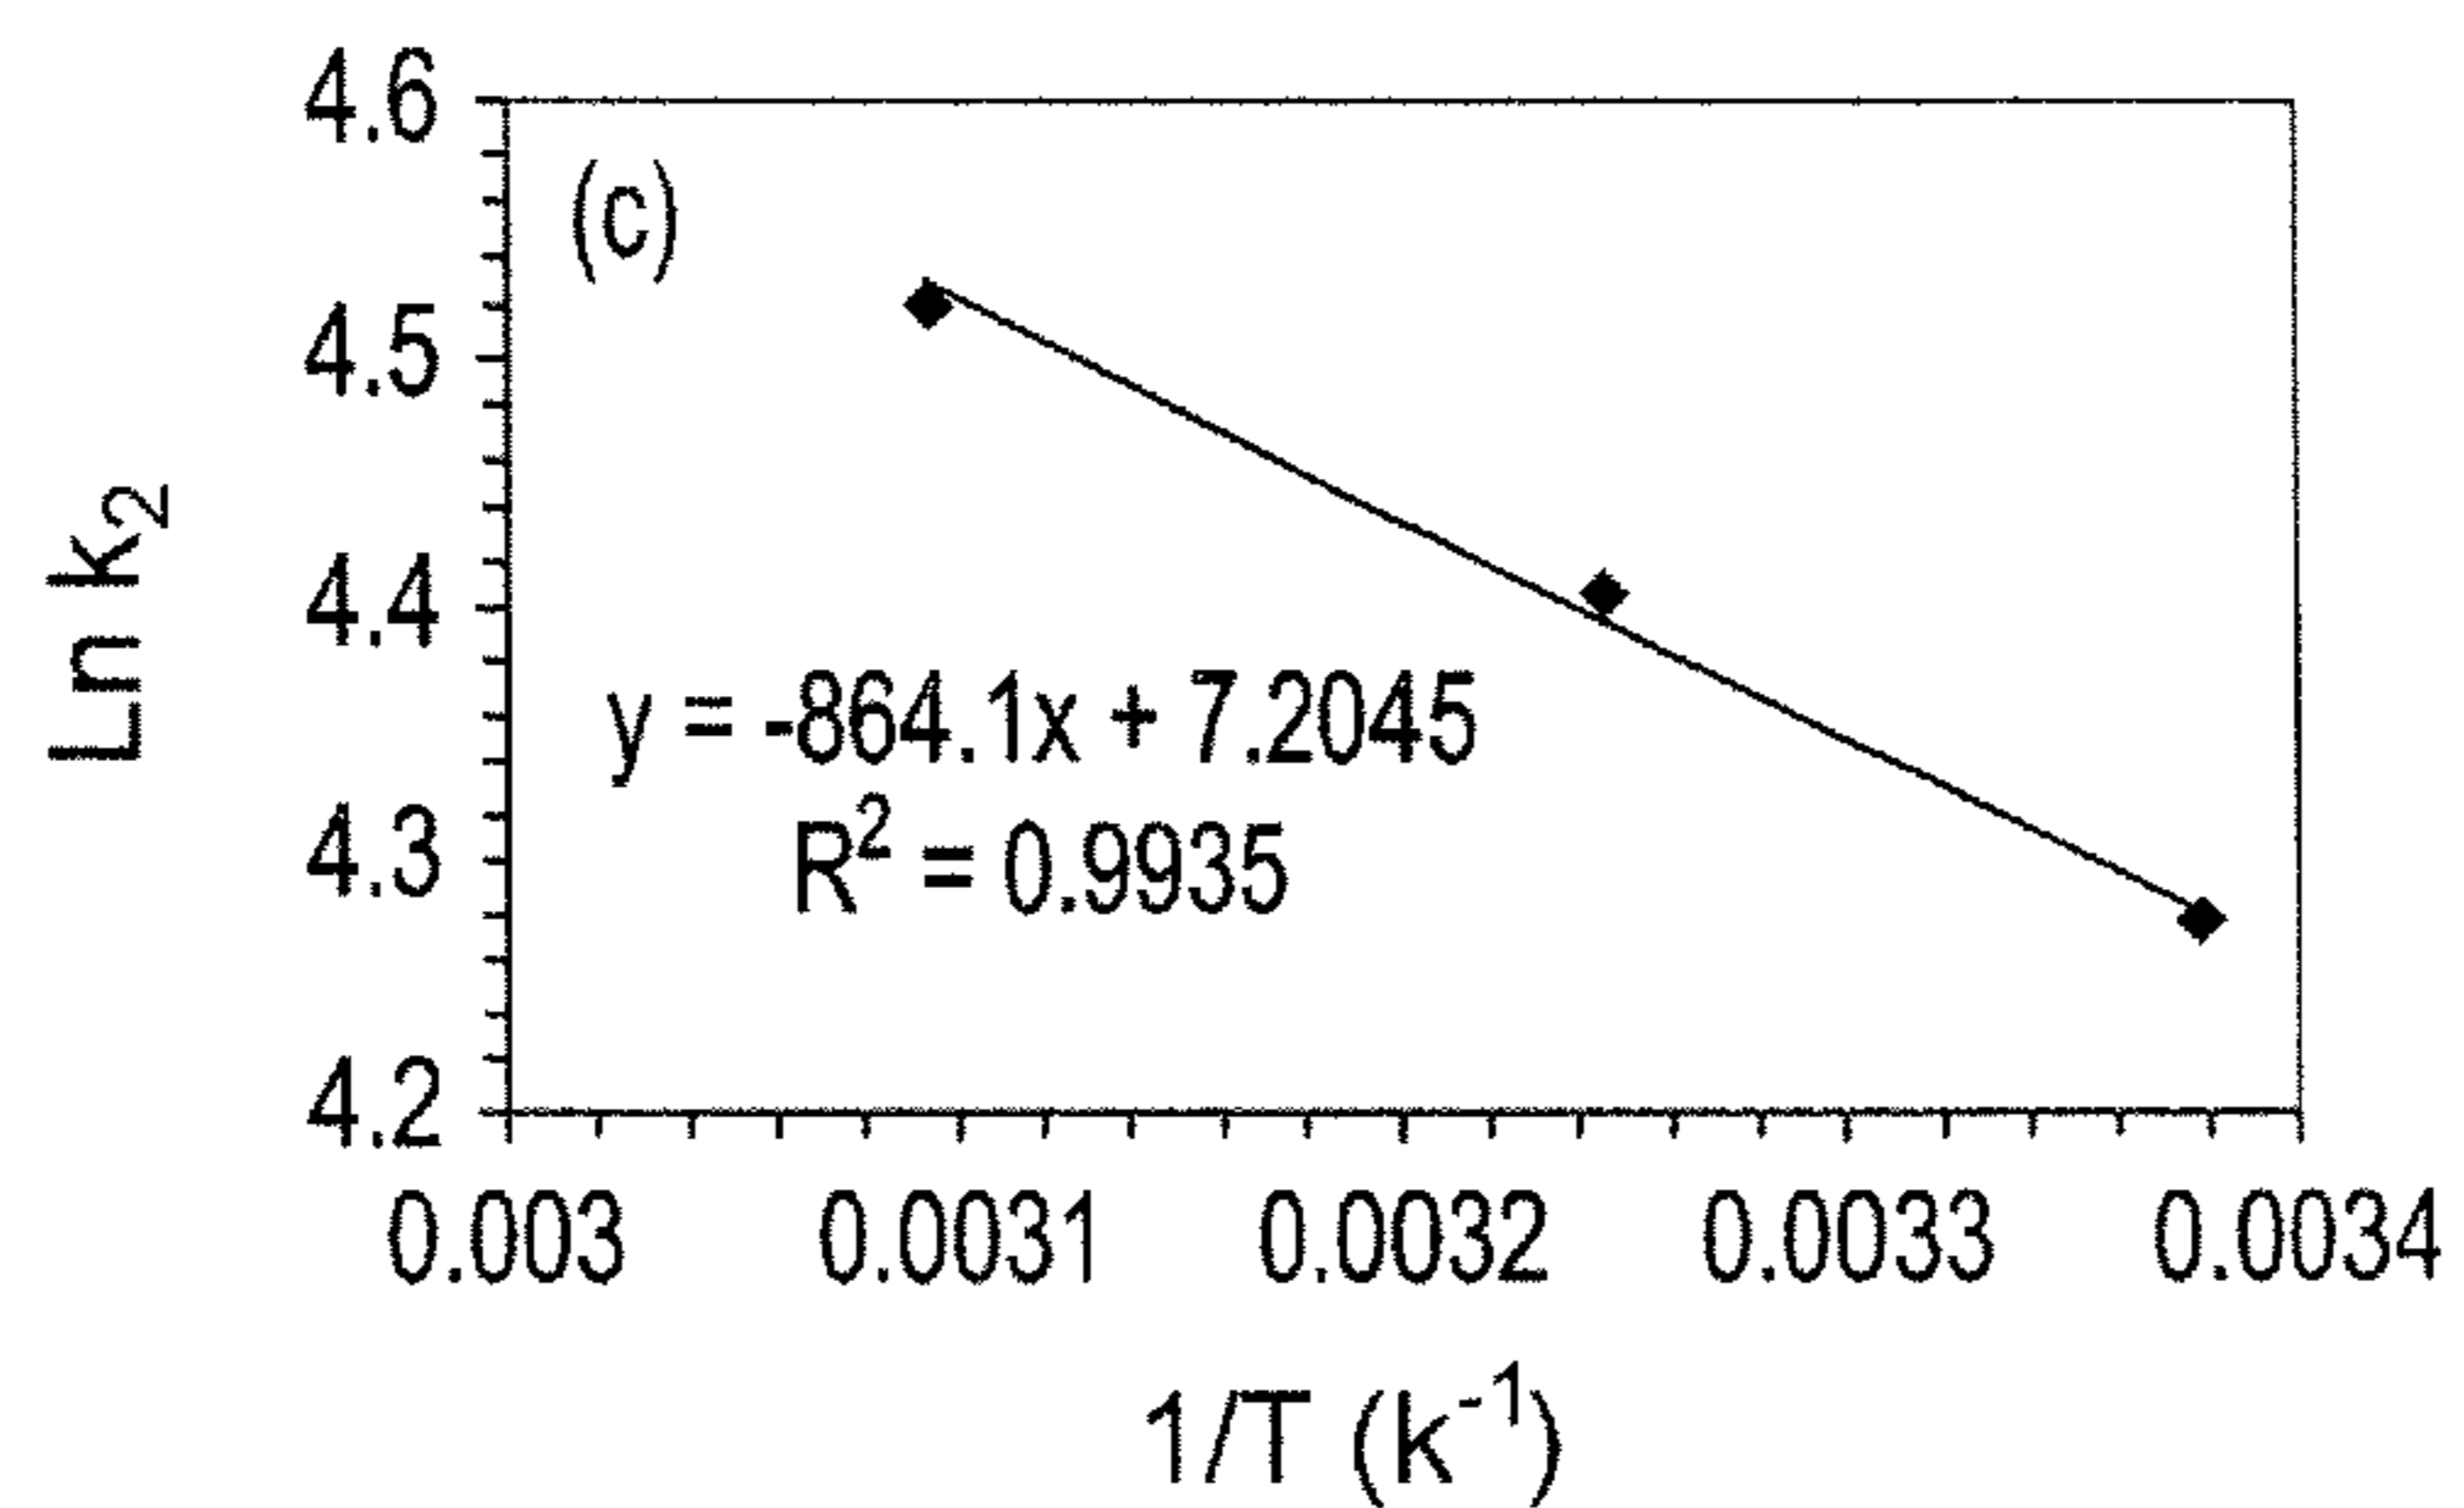 4.6
(c)
4.5
4.4
4.3
4.2
Ln k₂
y = -864.1x + 7.2045
R² = 0.9935
0.003 0.0031 0.0032 0.0033 0.0034
1/T (k⁻¹)